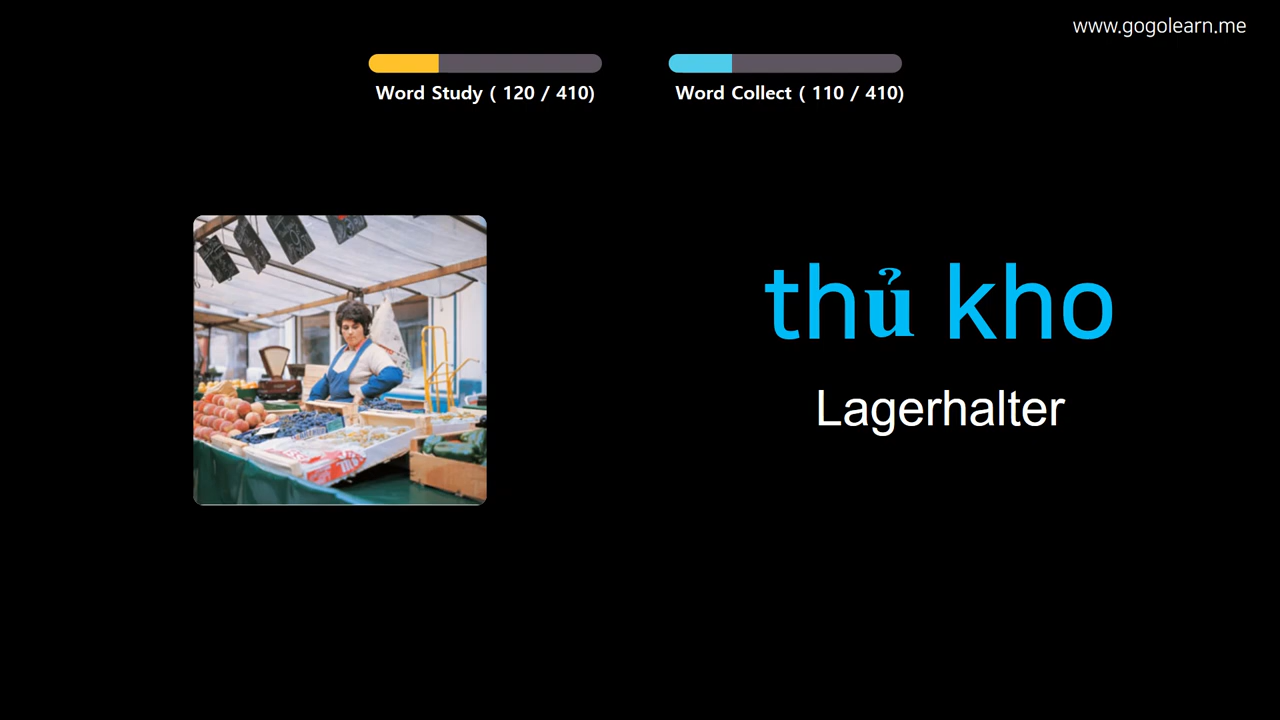 www.gogolearn.me
Word Study ( 120 / 410)
Word Collect ( 110 / 410)
thủ kho
Lagerhalter